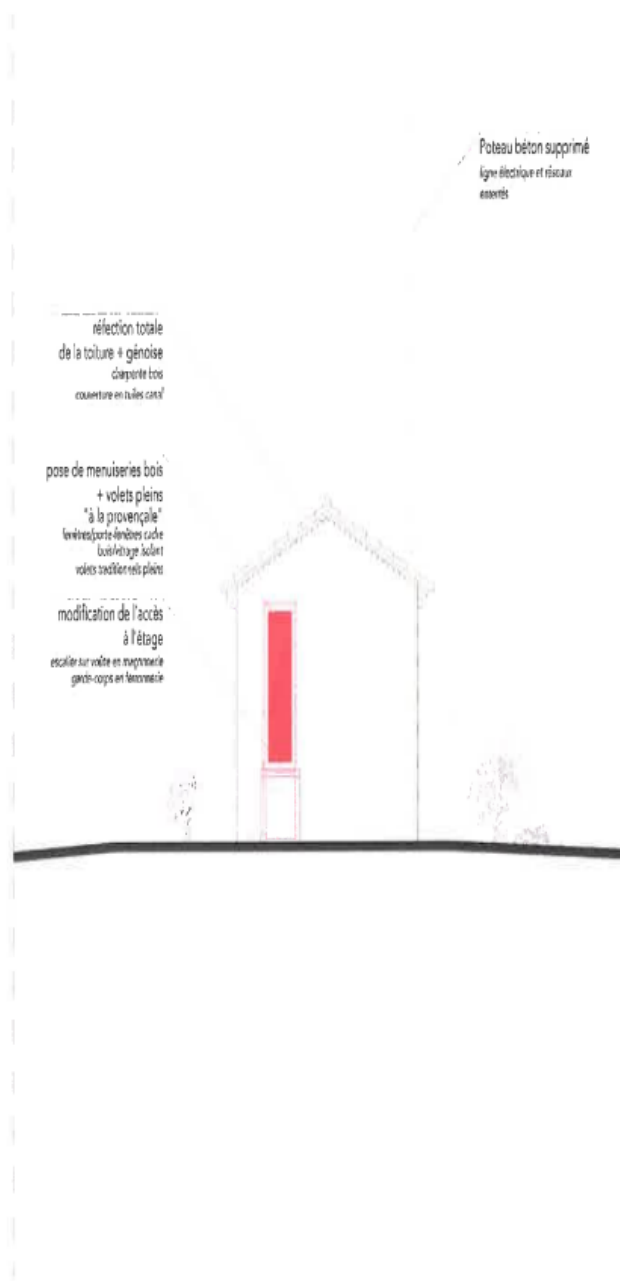 Poteau béton supprimé
ligne électrique et réseaux
enterrés
réfection totale
de la toiture + génoise
charpente bois
couverture en tuiles canal
pose de menuiseries bois
+ volets pleins
"à la provençale"
fenêtres/porte-fenêtres cadre
bois/vitrage isolant
volets traditionnels pleins
modification de l'accès
à l'étage
escalier sur voûte en maçonnerie
garde-corps en ferronnerie